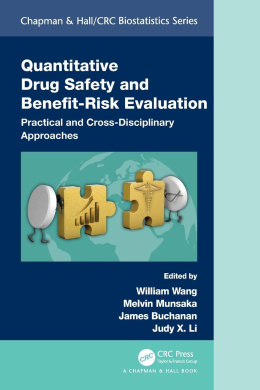 Chapman & Hall/CRC Biostatistics Series
Quantitative
Drug Safety and
Benefit-Risk Evaluation
Practical and Cross-Disciplinary
Approaches
Edited by
William Wang
Melvin Munsaka
James Buchanan
Judy X. Li
CRC
CRC Press
Taylor & Francis Group
A CHAPMAN & HALL BOOK